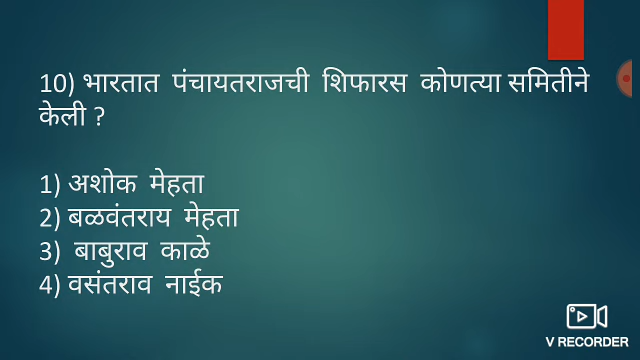 10) भारतात पंचायतराजची शिफारस कोणत्या समितीने
केली ?
1) अशोक मेहता
2) बळवंतराय मेहता
3) बाबुराव काळे
4) वसंतराव नाईक
V RECORDER